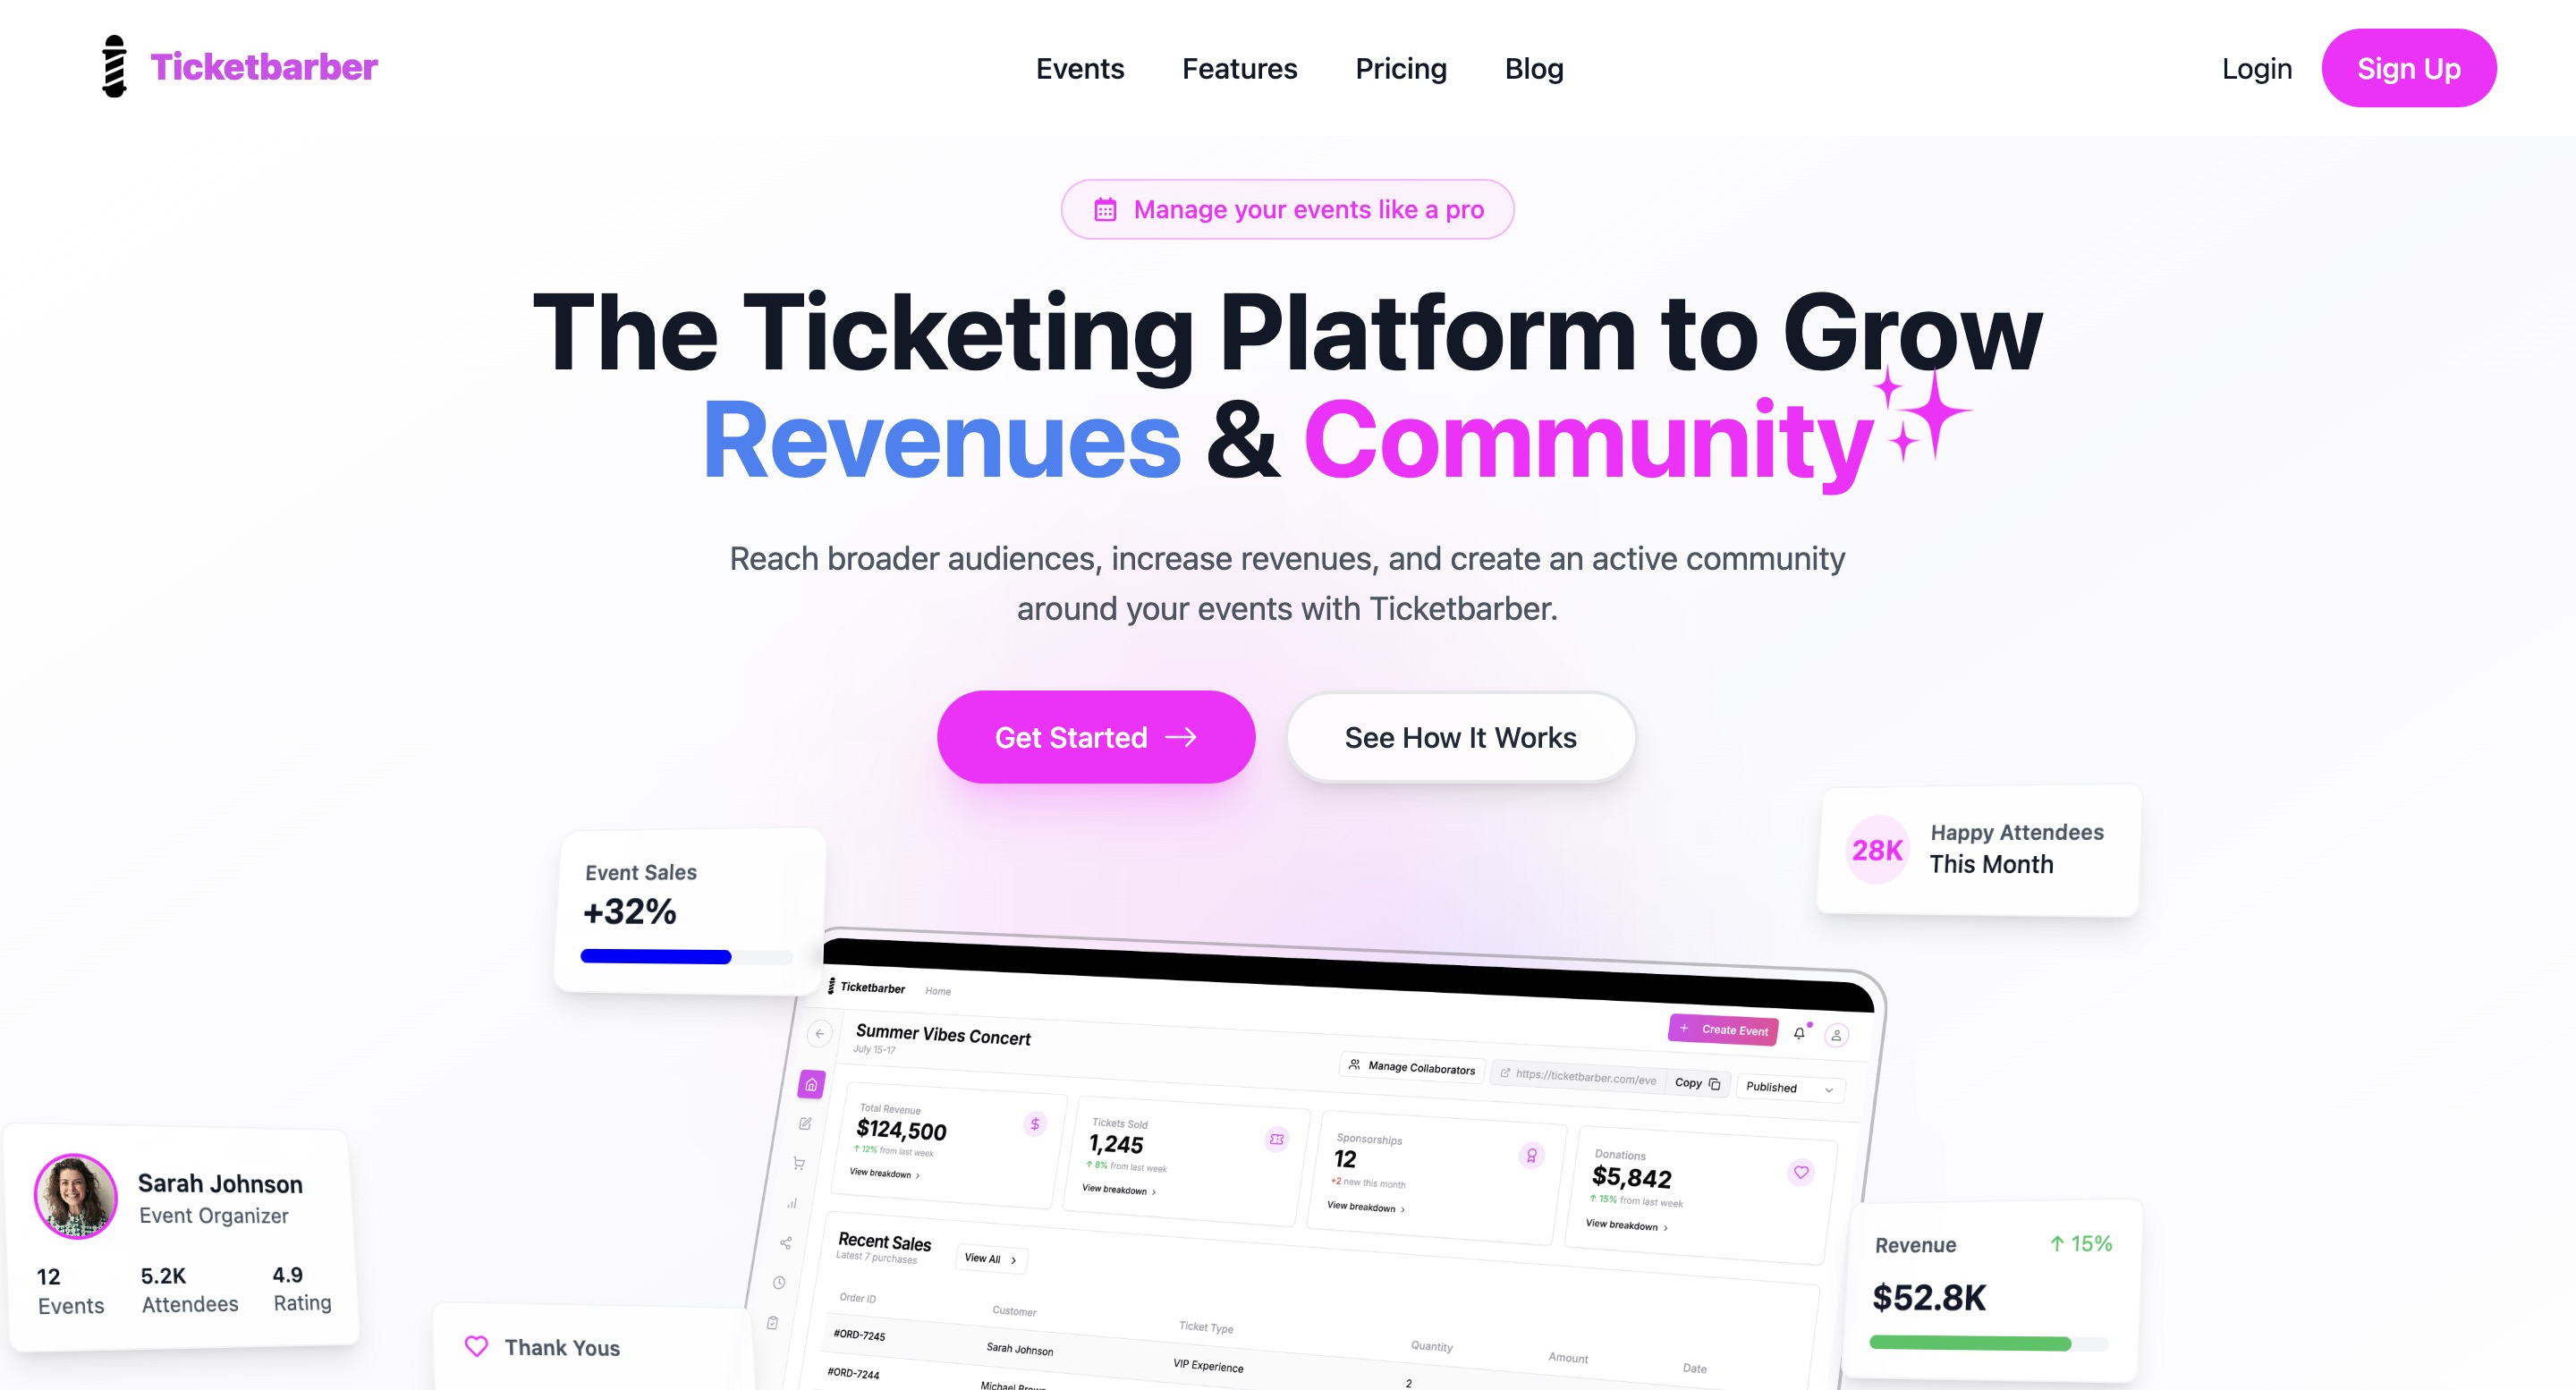 Ticketbarber
Events
Features
Pricing
Blog
Login
Sign Up
Manage your events like a pro
The Ticketing Platform to Grow
Revenues & Community
Reach broader audiences, increase revenues, and create an active community
around your events with Ticketbarber.
Get Started
See How It Works
Event Sales
+32%
28K
Happy Attendees
This Month
Ticketbarber
Home
Create Event
Summer Vibes Concert
July 15-17
Manage Collaborators
https://ticketbarber.com/eve
Copy
Published
Total Revenue
$124,500
↑ 12% from last week
View breakdown >
Tickets Sold
1,245
↑ 8% from last week
View breakdown >
Sponsorships
12
+2 new this month
View breakdown >
Donations
$5,842
↑ 15% from last week
View breakdown >
Recent Sales
Latest 7 purchases
View All >
Order ID
Customer
Ticket Type
Quantity
Amount
Date
#ORD-7245
Sarah Johnson
VIP Experience
2
#ORD-7244
Michael
Sarah Johnson
Event Organizer
12
Events
5.2K
Attendees
4.9
Rating
Thank Yous
Revenue
↑ 15%
$52.8K